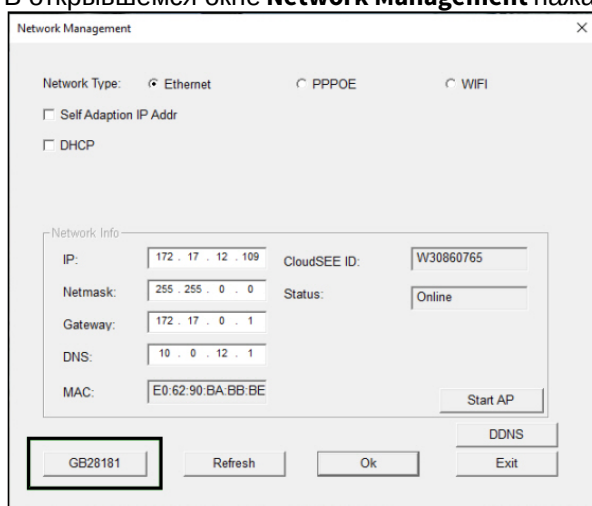 В открывшемся окне Network Management нажа
Network Management
Network Type: Ethernet PPPOE WIFI
Self Adaption IP Addr
DHCP
Network Info
IP: 172 . 17 . 12 . 109 CloudSEE ID: W30860765
Netmask: 255 . 255 . 0 . 0 Status: Online
Gateway: 172 . 17 . 0 . 1
DNS: 10 . 0 . 12 . 1
MAC: E0:62:90:BA:BB:BE
Start AP
DDNS
GB28181 Refresh Ok Exit